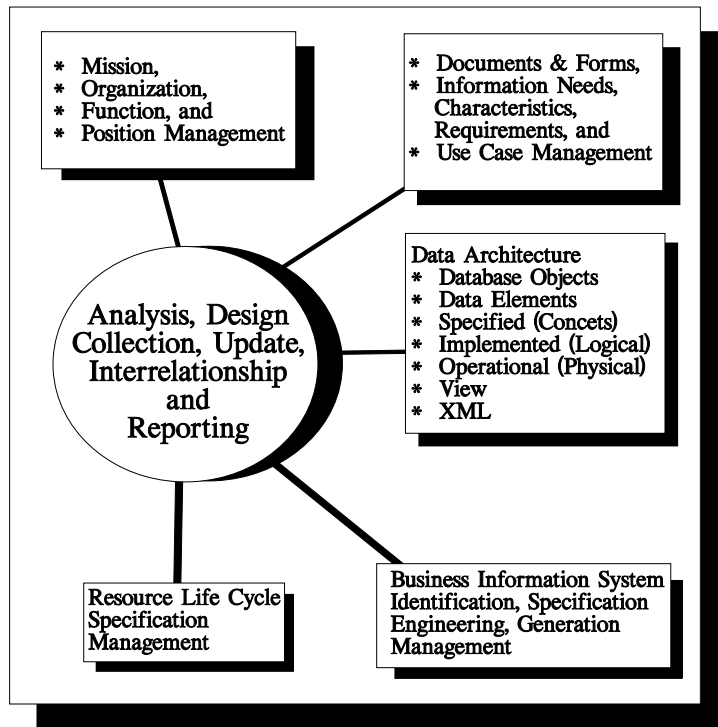 * Mission,
* Organization,
* Function, and
* Position Management
* Documents & Forms,
* Information Needs,
Characteristics,
Requirements, and
* Use Case Management
Analysis, Design
Collection, Update,
Interrelationship
and
Reporting
Data Architecture
* Database Objects
* Data Elements
* Specified (Concets)
* Implemented (Logical)
* Operational (Physical)
* View
* XML
Resource Life Cycle
Specification
Management
Business Information System
Identification, Specification
Engineering, Generation
Management